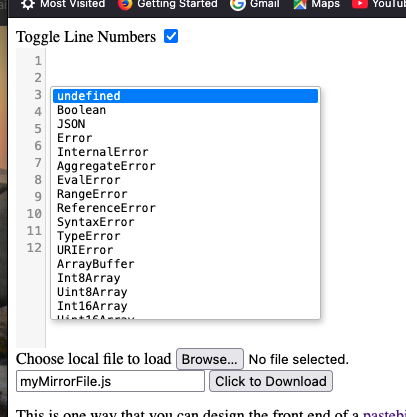 Most Visited Getting Started Gmail Maps YouTu
Toggle Line Numbers
1
2
3
4
5
6
7
8
9
10
11
12
undefined
Boolean
JSON
Error
InternalError
AggregateError
EvalError
RangeError
ReferenceError
SyntaxError
TypeError
URIError
ArrayBuffer
Int8Array
Uint8Array
Int16Array
Uint16Array
Choose local file to load Browse... No file selected.
myMirrorFile.js Click to Download
This is one way that you can design the front end of a pastebi